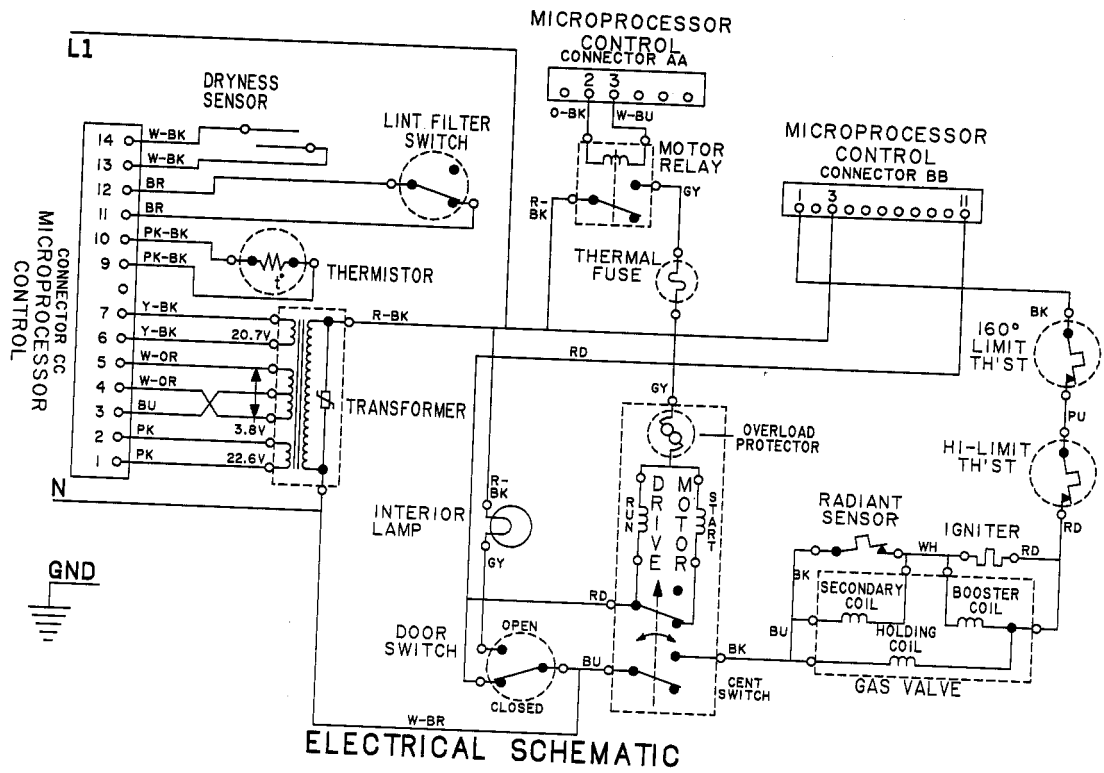 L1
MICROPROCESSOR
CONTROL
CONNECTOR AA
2 3
O-BK
W-BU
MOTOR
RELAY
R-
BK
GY
THERMAL
FUSE
DRYNESS
SENSOR
LINT FILTER
SWITCH
MICROPROCESSOR
CONTROL
CONNECTOR BB
1 3 11
CONNECTOR CC
MICROPROCESSOR
CONTROL
14 W-BK
13 W-BK
12 BR
11 BR
10 PK-BK
9 PK-BK
7 Y-BK
6 Y-BK
5 W-OR
4 W-OR
3 BU
2 PK
1 PK
t°
THERMISTOR
20.7V
3.8V
22.6V
R-BK
TRANSFORMER
RD
BK
160°
LIMIT
TH'ST
PU
HI-LIMIT
TH'ST
RD
GY
OVERLOAD
PROTECTOR
N
GND
R-
BK
INTERIOR
LAMP
GY
RUN
DRIVE
MOTOR
START
RADIANT
SENSOR
IGNITER
WH
RD
BK
SECONDARY
COIL
BOOSTER
COIL
HOLDING
COIL
BU
GAS VALVE
RD
DOOR
SWITCH
OPEN
CLOSED
BU
BK
CENT
SWITCH
W-BR
ELECTRICAL SCHEMATIC